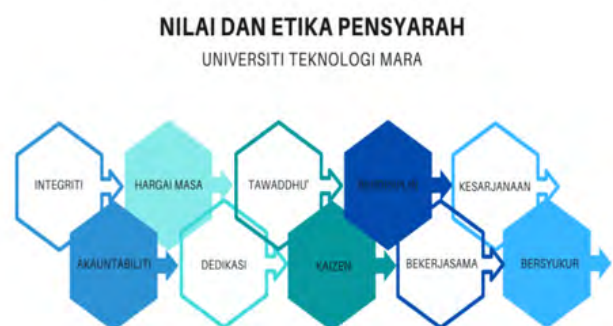 NILAI DAN ETIKA PENSYARAH
UNIVERSITI TEKNOLOGI MARA
INTEGRITI
AKAUNTABILITI
HARGAI MASA
DEDIKASI
TAWADDHU'
KAIZEN
BEKERJASAMA
KESARJANAAN
BERSYUKUR